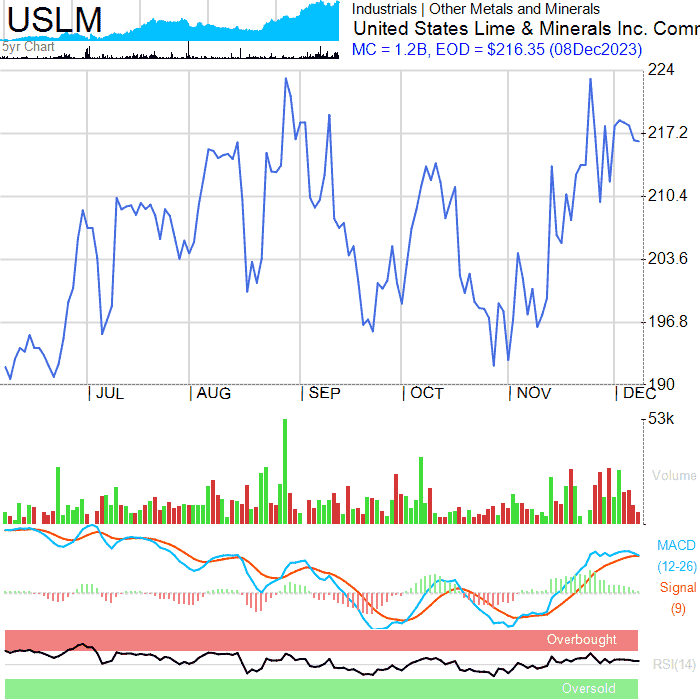 USLM
5yr Chart
Industrials | Other Metals and Minerals
United States Lime & Minerals Inc. Comm
MC = 1.2B, EOD = $216.35 (08Dec2023)
224
217.2
210.4
203.6
196.8
190
JUL AUG SEP OCT NOV DEC
53k
Volume
MACD
(12-26)
Signal
(9)
Overbought
RSI(14)
Oversold